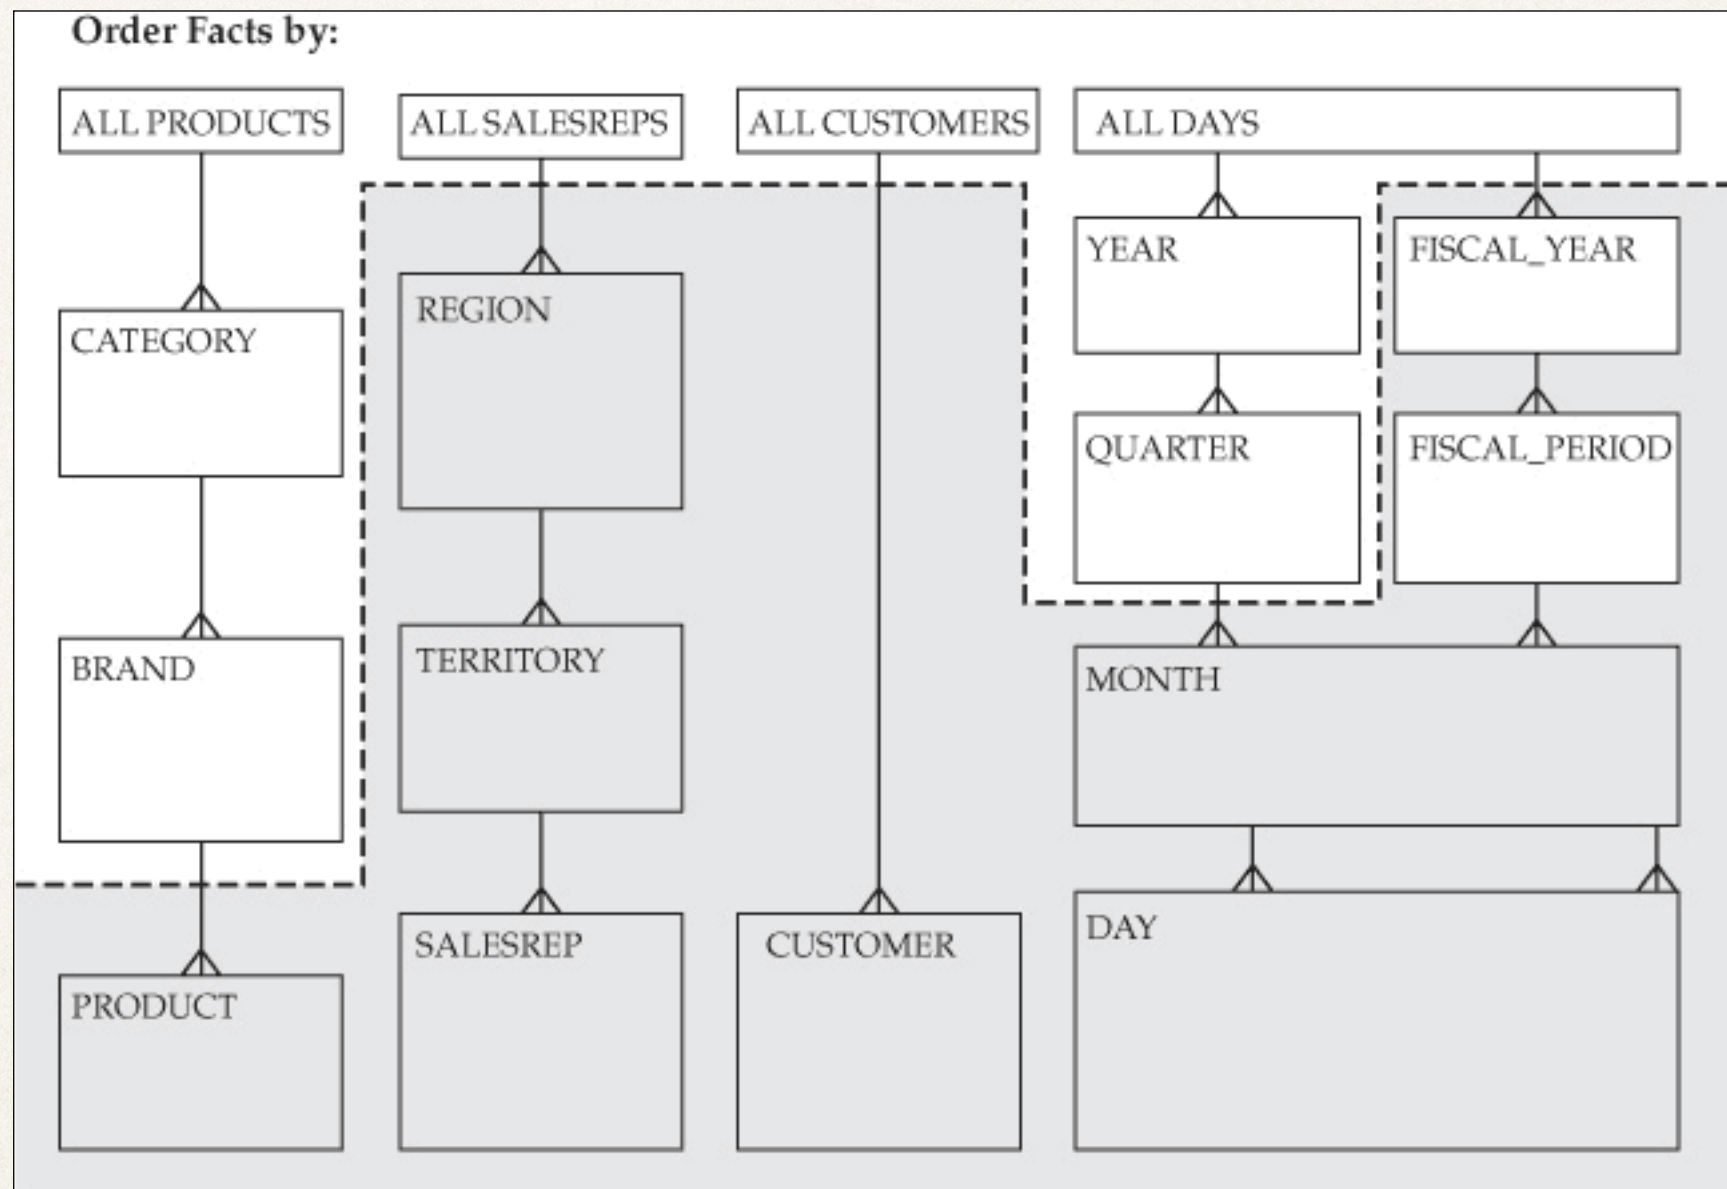 Order Facts by:
ALL PRODUCTS
ALL SALESREPS
ALL CUSTOMERS
ALL DAYS
YEAR
FISCAL_YEAR
REGION
CATEGORY
QUARTER
FISCAL_PERIOD
TERRITORY
BRAND
MONTH
DAY
SALESREP
CUSTOMER
PRODUCT